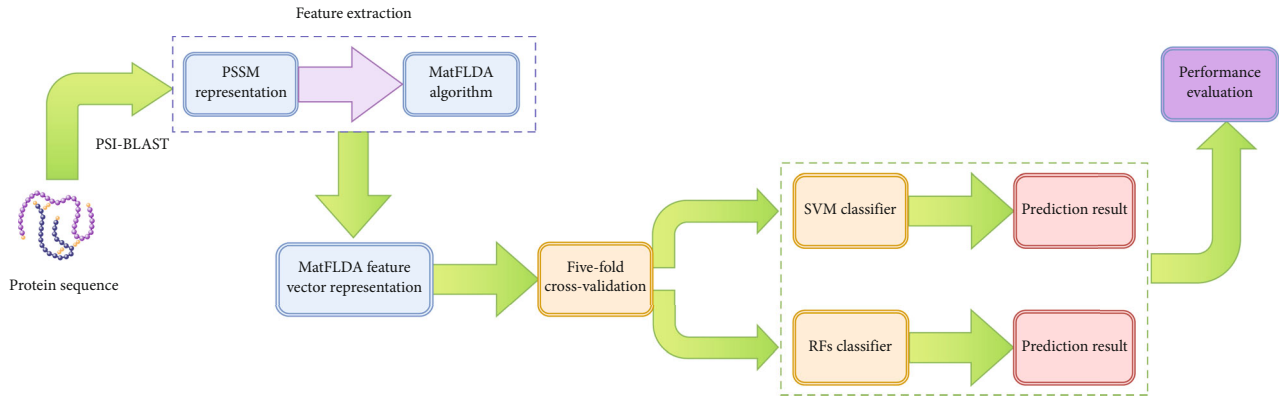 Feature extraction
PSSM
representation
MatFLDA
algorithm
Performance
evaluation
PSI-BLAST
Protein sequence
MatFLDA feature
vector representation
Five-fold
cross-validation
SVM classifier
Prediction result
RFs classifier
Prediction result